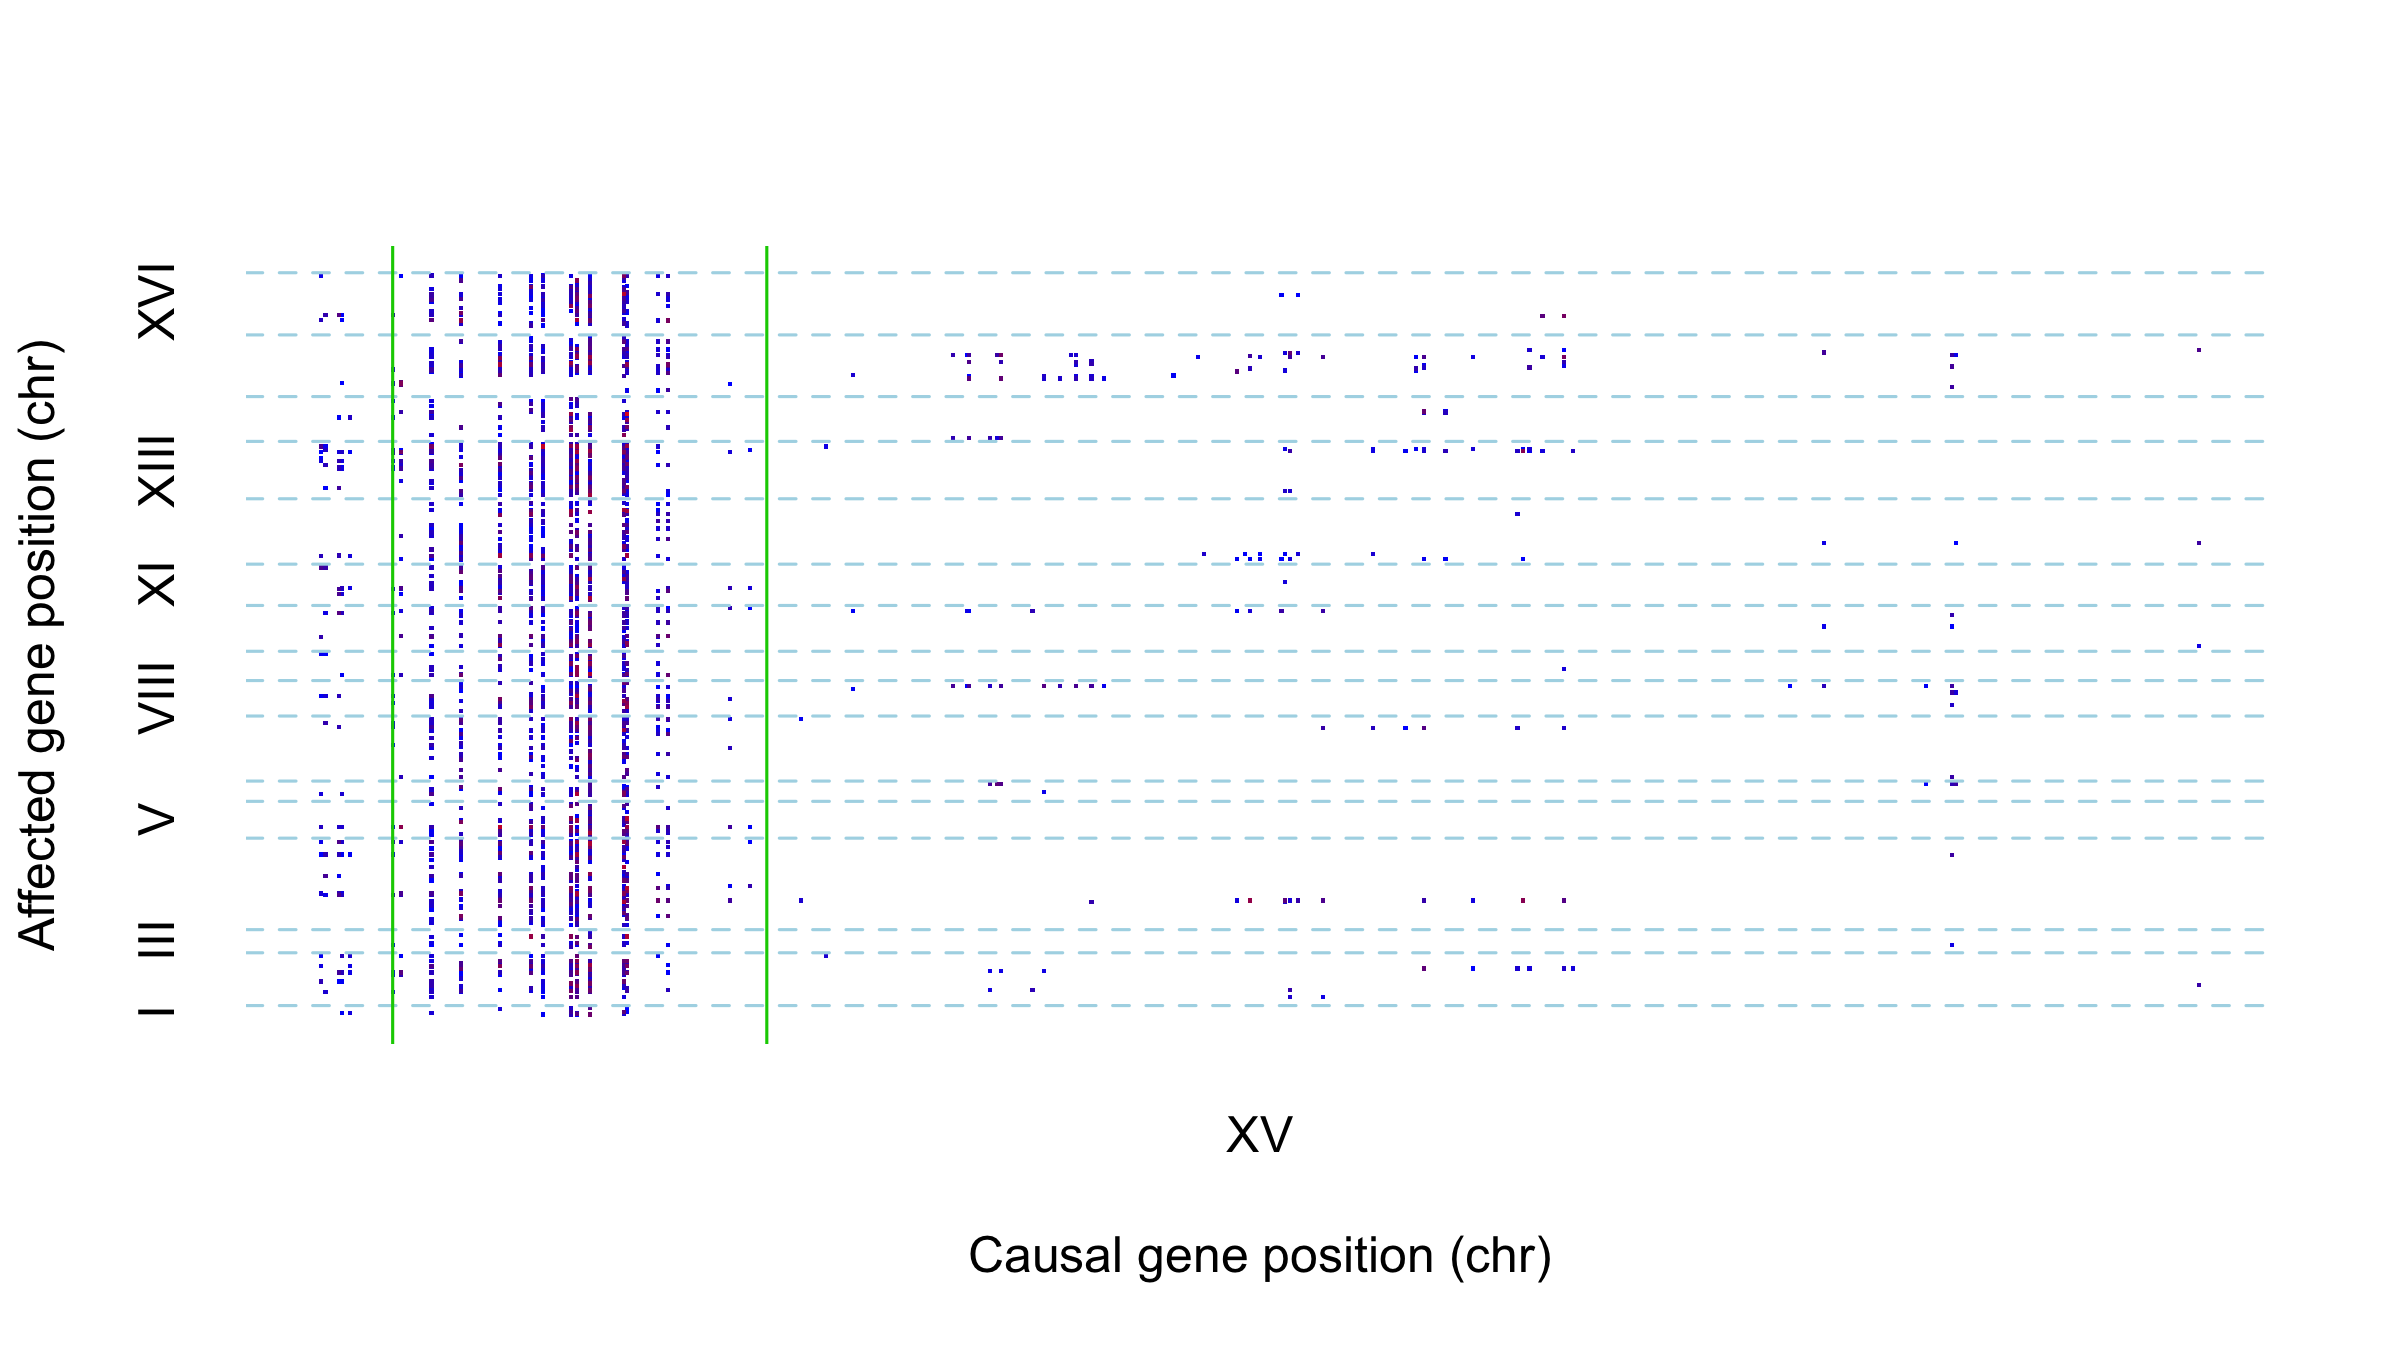 Affected gene position (chr)
XVI
XIII
XI
VIII
V
III
I
XV
Causal gene position (chr)